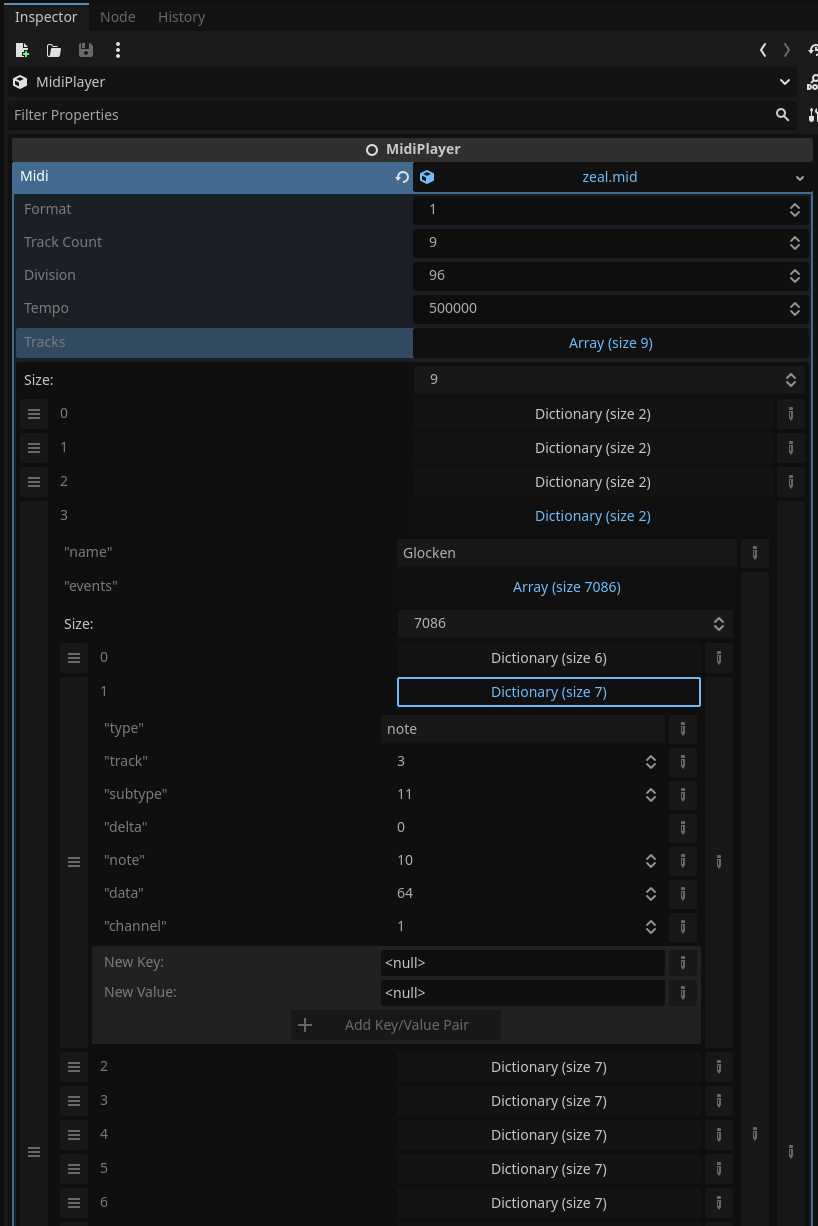 Inspector Node History
MidiPlayer
Filter Properties
MidiPlayer
Midi zeal.mid
Format 1
Track Count 9
Division 96
Tempo 500000
Tracks Array (size 9)
Size: 9
0 Dictionary (size 2)
1 Dictionary (size 2)
2 Dictionary (size 2)
3 Dictionary (size 2)
"name" Glocken
"events" Array (size 7086)
Size: 7086
0 Dictionary (size 6)
1 Dictionary (size 7)
"type" note
"track" 3
"subtype" 11
"delta" 0
"note" 10
"data" 64
"channel" 1
New Key: <null>
New Value: <null>
Add Key/Value Pair
2 Dictionary (size 7)
3 Dictionary (size 7)
4 Dictionary (size 7)
5 Dictionary (size 7)
6 Dictionary (size 7)